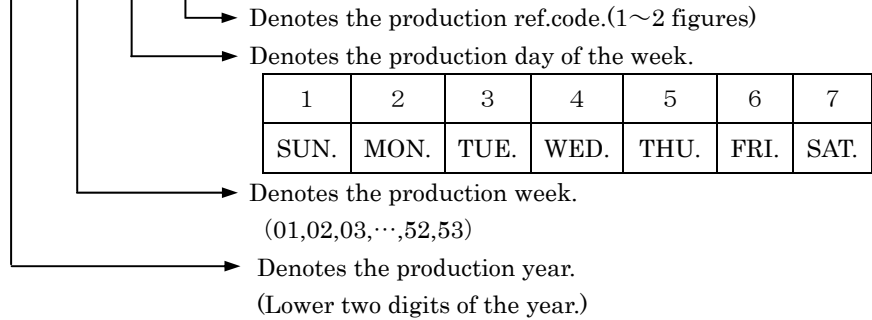 Denotes the production ref.code.(1～2 figures)
Denotes the production day of the week.
1 2 3 4 5 6 7
SUN. MON. TUE. WED. THU. FRI. SAT.
Denotes the production week.
(01,02,03,⋯,52,53)
Denotes the production year.
(Lower two digits of the year.)